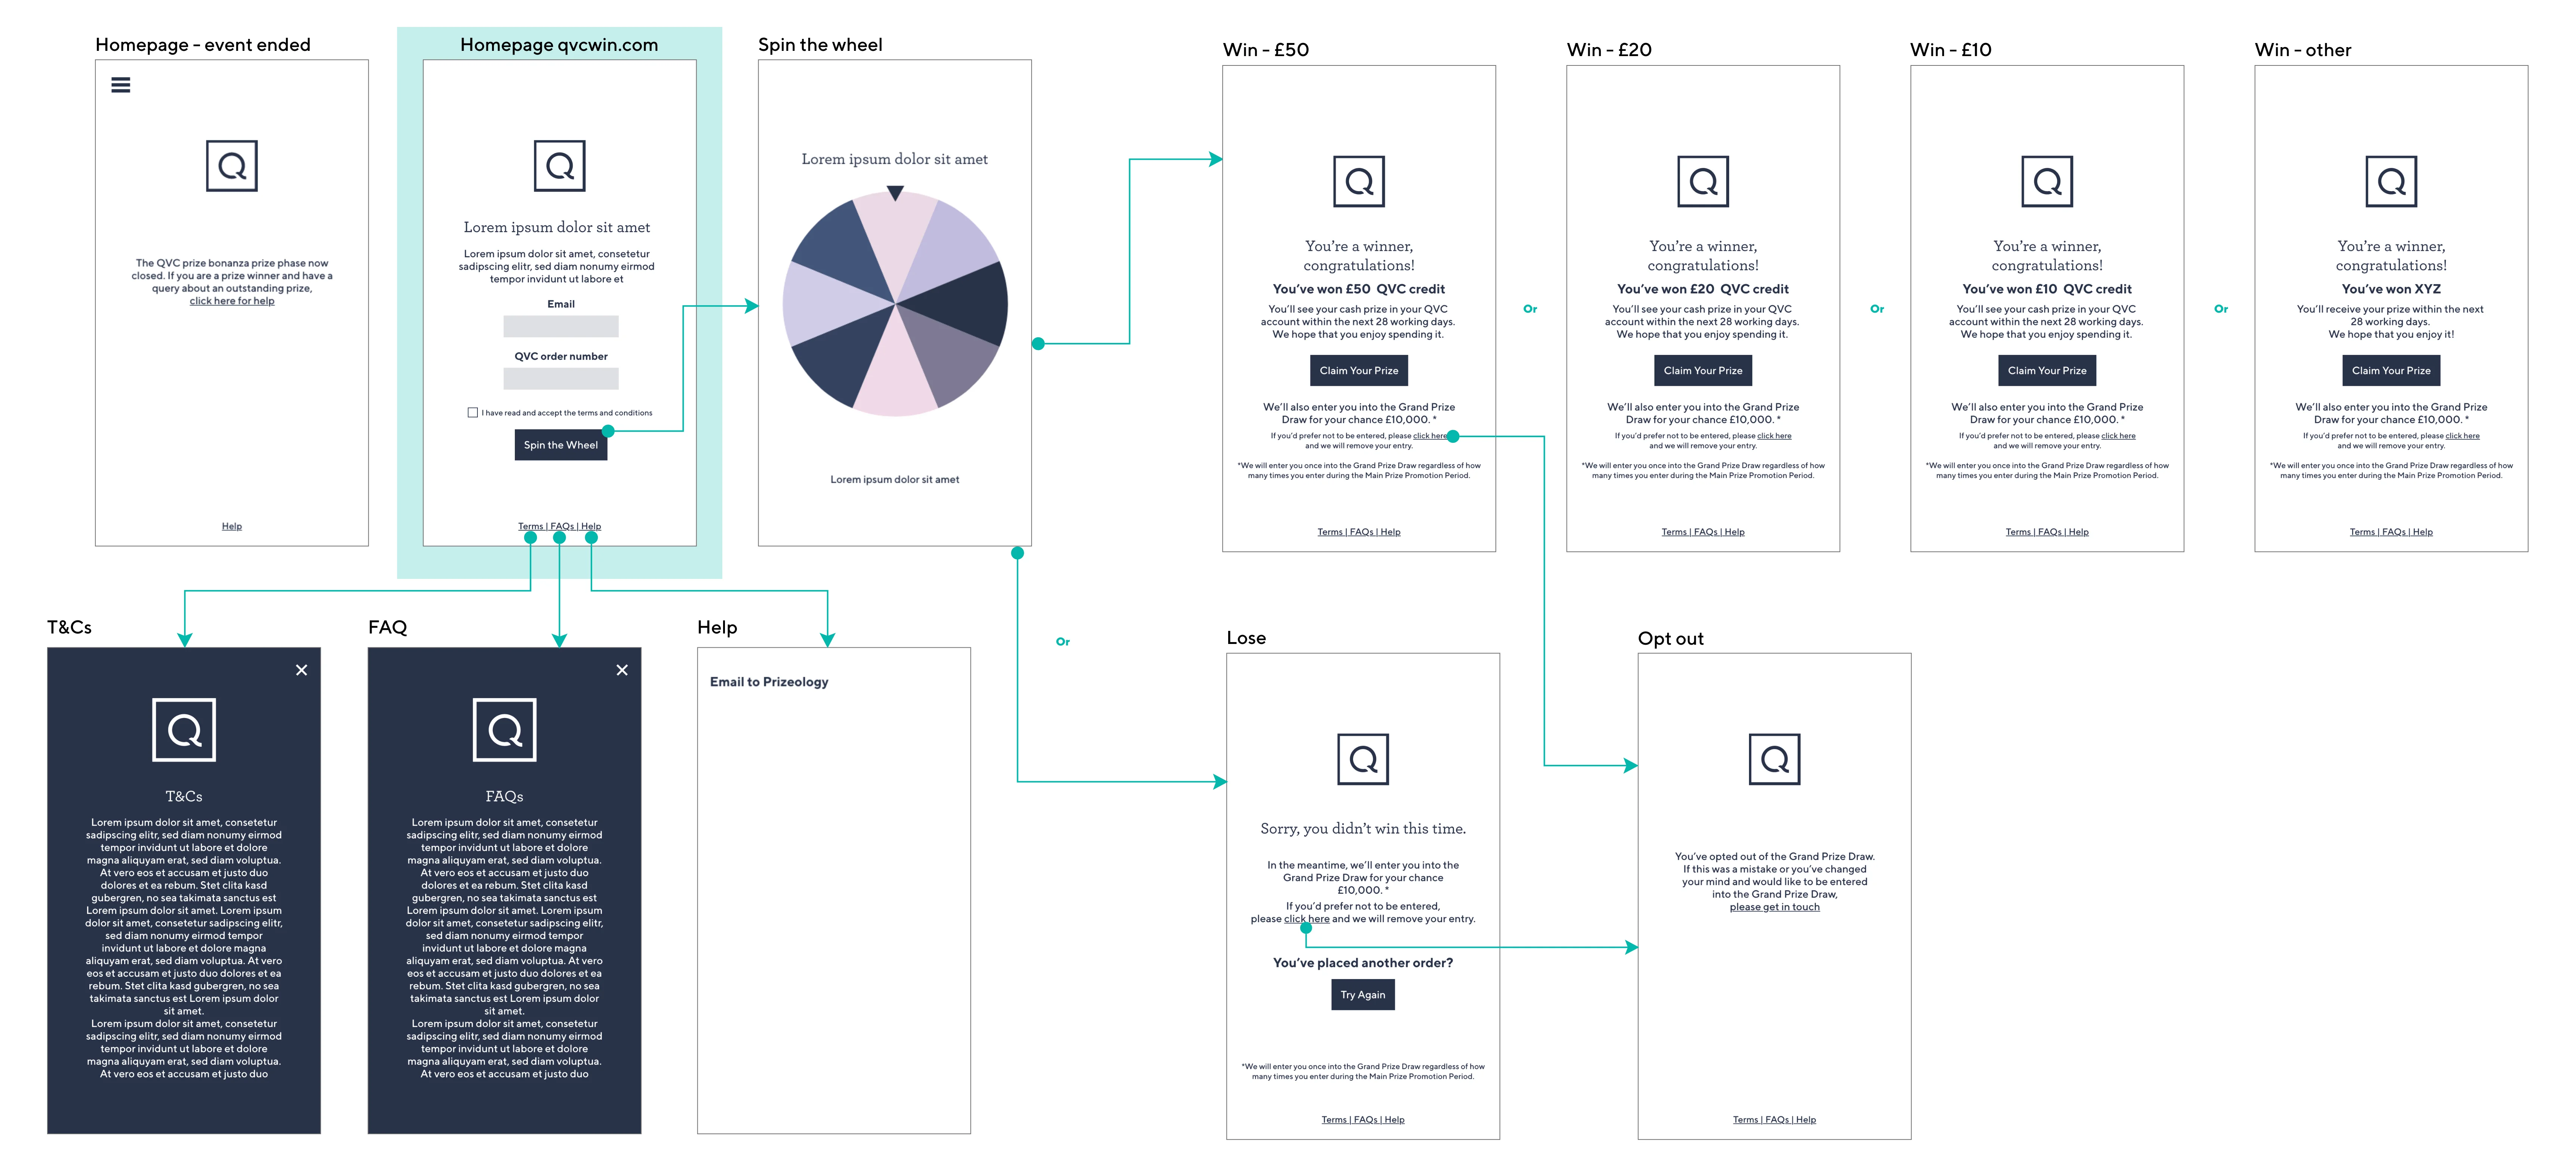 Homepage - event ended
The QVC prize bonanza prize phase now
closed. If you are a prize winner and have a
query about an outstanding prize,
click here for help
Help
Homepage qvcwin.com
Lorem ipsum dolor sit amet
Lorem ipsum dolor sit amet, consetetur
sadipscing elitr, sed diam nonumy eirmod
tempor invidunt ut labore et
Email
QVC order number
I have read and accept the terms and conditions
Spin the Wheel
Terms | FAQs | Help
Spin the wheel
Lorem ipsum dolor sit amet
Lorem ipsum dolor sit amet
Win - £50
You're a winner,
congratulations!
You've won £50 QVC credit
You'll see your cash prize in your QVC
account within the next 28 working days.
We hope that you enjoy spending it.
Claim Your Prize
We'll also enter you into the Grand Prize
Draw for your chance £10,000. *
If you'd prefer not to be entered, please click here
and we will remove your entry.
*We will enter you once into the Grand Prize Draw regardless of how
many times you enter during the Main Prize Promotion Period.
Terms | FAQs | Help
Or
Win - £20
You're a winner,
congratulations!
You've won £20 QVC credit
You'll see your cash prize in your QVC
account within the next 28 working days.
We hope that you enjoy spending it.
Claim Your Prize
We'll also enter you into the Grand Prize
Draw for your chance £10,000. *
If you'd prefer not to be entered, please click here
and we will remove your entry.
*We will enter you once into the Grand Prize Draw regardless of how
many times you enter during the Main Prize Promotion Period.
Terms | FAQs | Help
Or
Win - £10
You're a winner,
congratulations!
You've won £10 QVC credit
You'll see your cash prize in your QVC
account within the next 28 working days.
We hope that you enjoy spending it.
Claim Your Prize
We'll also enter you into the Grand Prize
Draw for your chance £10,000. *
If you'd prefer not to be entered, please click here
and we will remove your entry.
*We will enter you once into the Grand Prize Draw regardless of how
many times you enter during the Main Prize Promotion Period.
Terms | FAQs | Help
Or
Win - other
You're a winner,
congratulations!
You've won XYZ
You'll receive your prize within the next
28 working days.
We hope that you enjoy it!
Claim Your Prize
We'll also enter you into the Grand Prize
Draw for your chance £10,000. *
If you'd prefer not to be entered, please click here
and we will remove your entry.
*We will enter you once into the Grand Prize Draw regardless of how
many times you enter during the Main Prize Promotion Period.
Terms | FAQs | Help
T&Cs
T&Cs
Lorem ipsum dolor sit amet, consetetur
sadipscing elitr, sed diam nonumy eirmod
tempor invidunt ut labore et dolore
magna aliquyam erat, sed diam voluptua.
At vero eos et accusam et justo duo
dolores et ea rebum. Stet clita kasd
gubergren, no sea takimata sanctus est
Lorem ipsum dolor sit amet. Lorem ipsum
dolor sit amet, consetetur sadipscing elitr,
sed diam nonumy eirmod tempor
invidunt ut labore et dolore magna
aliquyam erat, sed diam voluptua. At vero
eos et accusam et justo duo dolores et ea
rebum. Stet clita kasd gubergren, no sea
takimata sanctus est Lorem ipsum dolor
sit amet.
Lorem ipsum dolor sit amet, consetetur
sadipscing elitr, sed diam nonumy eirmod
tempor invidunt ut labore et dolore
magna aliquyam erat, sed diam voluptua.
At vero eos et accusam et justo duo
FAQ
FAQs
Lorem ipsum dolor sit amet, consetetur
sadipscing elitr, sed diam nonumy eirmod
tempor invidunt ut labore et dolore
magna aliquyam erat, sed diam voluptua.
At vero eos et accusam et justo duo
dolores et ea rebum. Stet clita kasd
gubergren, no sea takimata sanctus est
Lorem ipsum dolor sit amet. Lorem ipsum
dolor sit amet, consetetur sadipscing elitr,
sed diam nonumy eirmod tempor
invidunt ut labore et dolore magna
aliquyam erat, sed diam voluptua. At vero
eos et accusam et justo duo dolores et ea
rebum. Stet clita kasd gubergren, no sea
takimata sanctus est Lorem ipsum dolor
sit amet.
Lorem ipsum dolor sit amet, consetetur
sadipscing elitr, sed diam nonumy eirmod
tempor invidunt ut labore et dolore
magna aliquyam erat, sed diam voluptua.
At vero eos et accusam et justo duo
Help
Email to Prizeology
Or
Lose
Sorry, you didn't win this time.
In the meantime, we'll enter you into the
Grand Prize Draw for your chance
£10,000. *
If you'd prefer not to be entered,
please click here and we will remove your entry.
You've placed another order?
Try Again
*We will enter you once into the Grand Prize Draw regardless of how
many times you enter during the Main Prize Promotion Period.
Terms | FAQs | Help
Opt out
You've opted out of the Grand Prize Draw.
If this was a mistake or you've changed
your mind and would like to be entered
into the Grand Prize Draw,
please get in touch
Terms | FAQs | Help